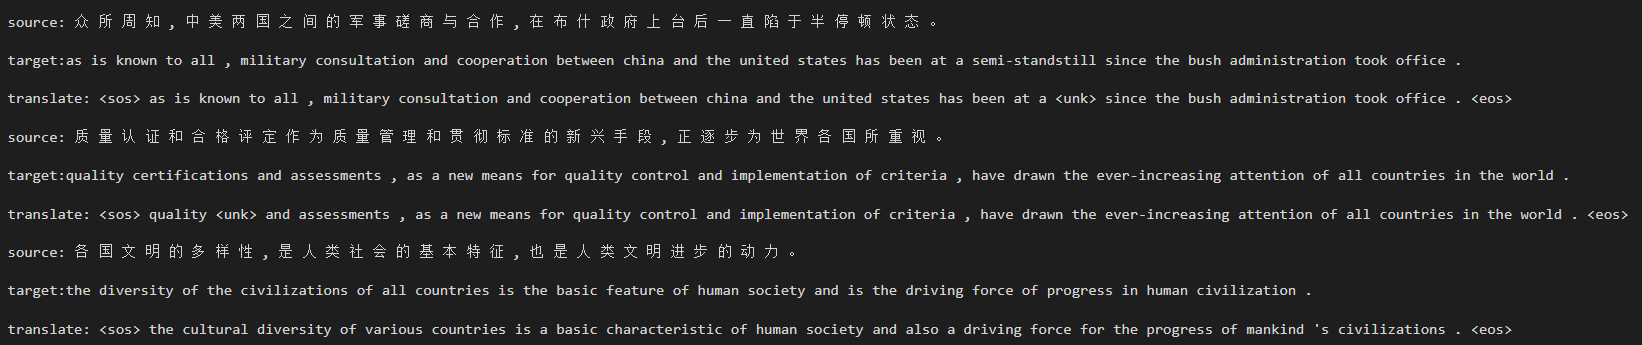 source: 众 所 周 知 , 中 美 两 国 之 间 的 军 事 磋 商 与 合 作 , 在 布 什 政 府 上 台 后 一 直 陷 于 半 停 顿 状 态 。
target:as is known to all , military consultation and cooperation between china and the united states has been at a semi-standstill since the bush administration took office .
translate: <sos> as is known to all , military consultation and cooperation between china and the united states has been at a <unk> since the bush administration took office . <eos>
source: 质 量 认 证 和 合 格 评 定 作 为 质 量 管 理 和 贯 彻 标 准 的 新 兴 手 段 , 正 逐 步 为 世 界 各 国 所 重 视 。
target:quality certifications and assessments , as a new means for quality control and implementation of criteria , have drawn the ever-increasing attention of all countries in the world .
translate: <sos> quality <unk> and assessments , as a new means for quality control and implementation of criteria , have drawn the ever-increasing attention of all countries in the world . <eos>
source: 各 国 文 明 的 多 样 性 , 是 人 类 社 会 的 基 本 特 征 , 也 是 人 类 文 明 进 步 的 动 力 。
target:the diversity of the civilizations of all countries is the basic feature of human society and is the driving force of progress in human civilization .
translate: <sos> the cultural diversity of various countries is a basic characteristic of human society and also a driving force for the progress of mankind 's civilizations . <eos>